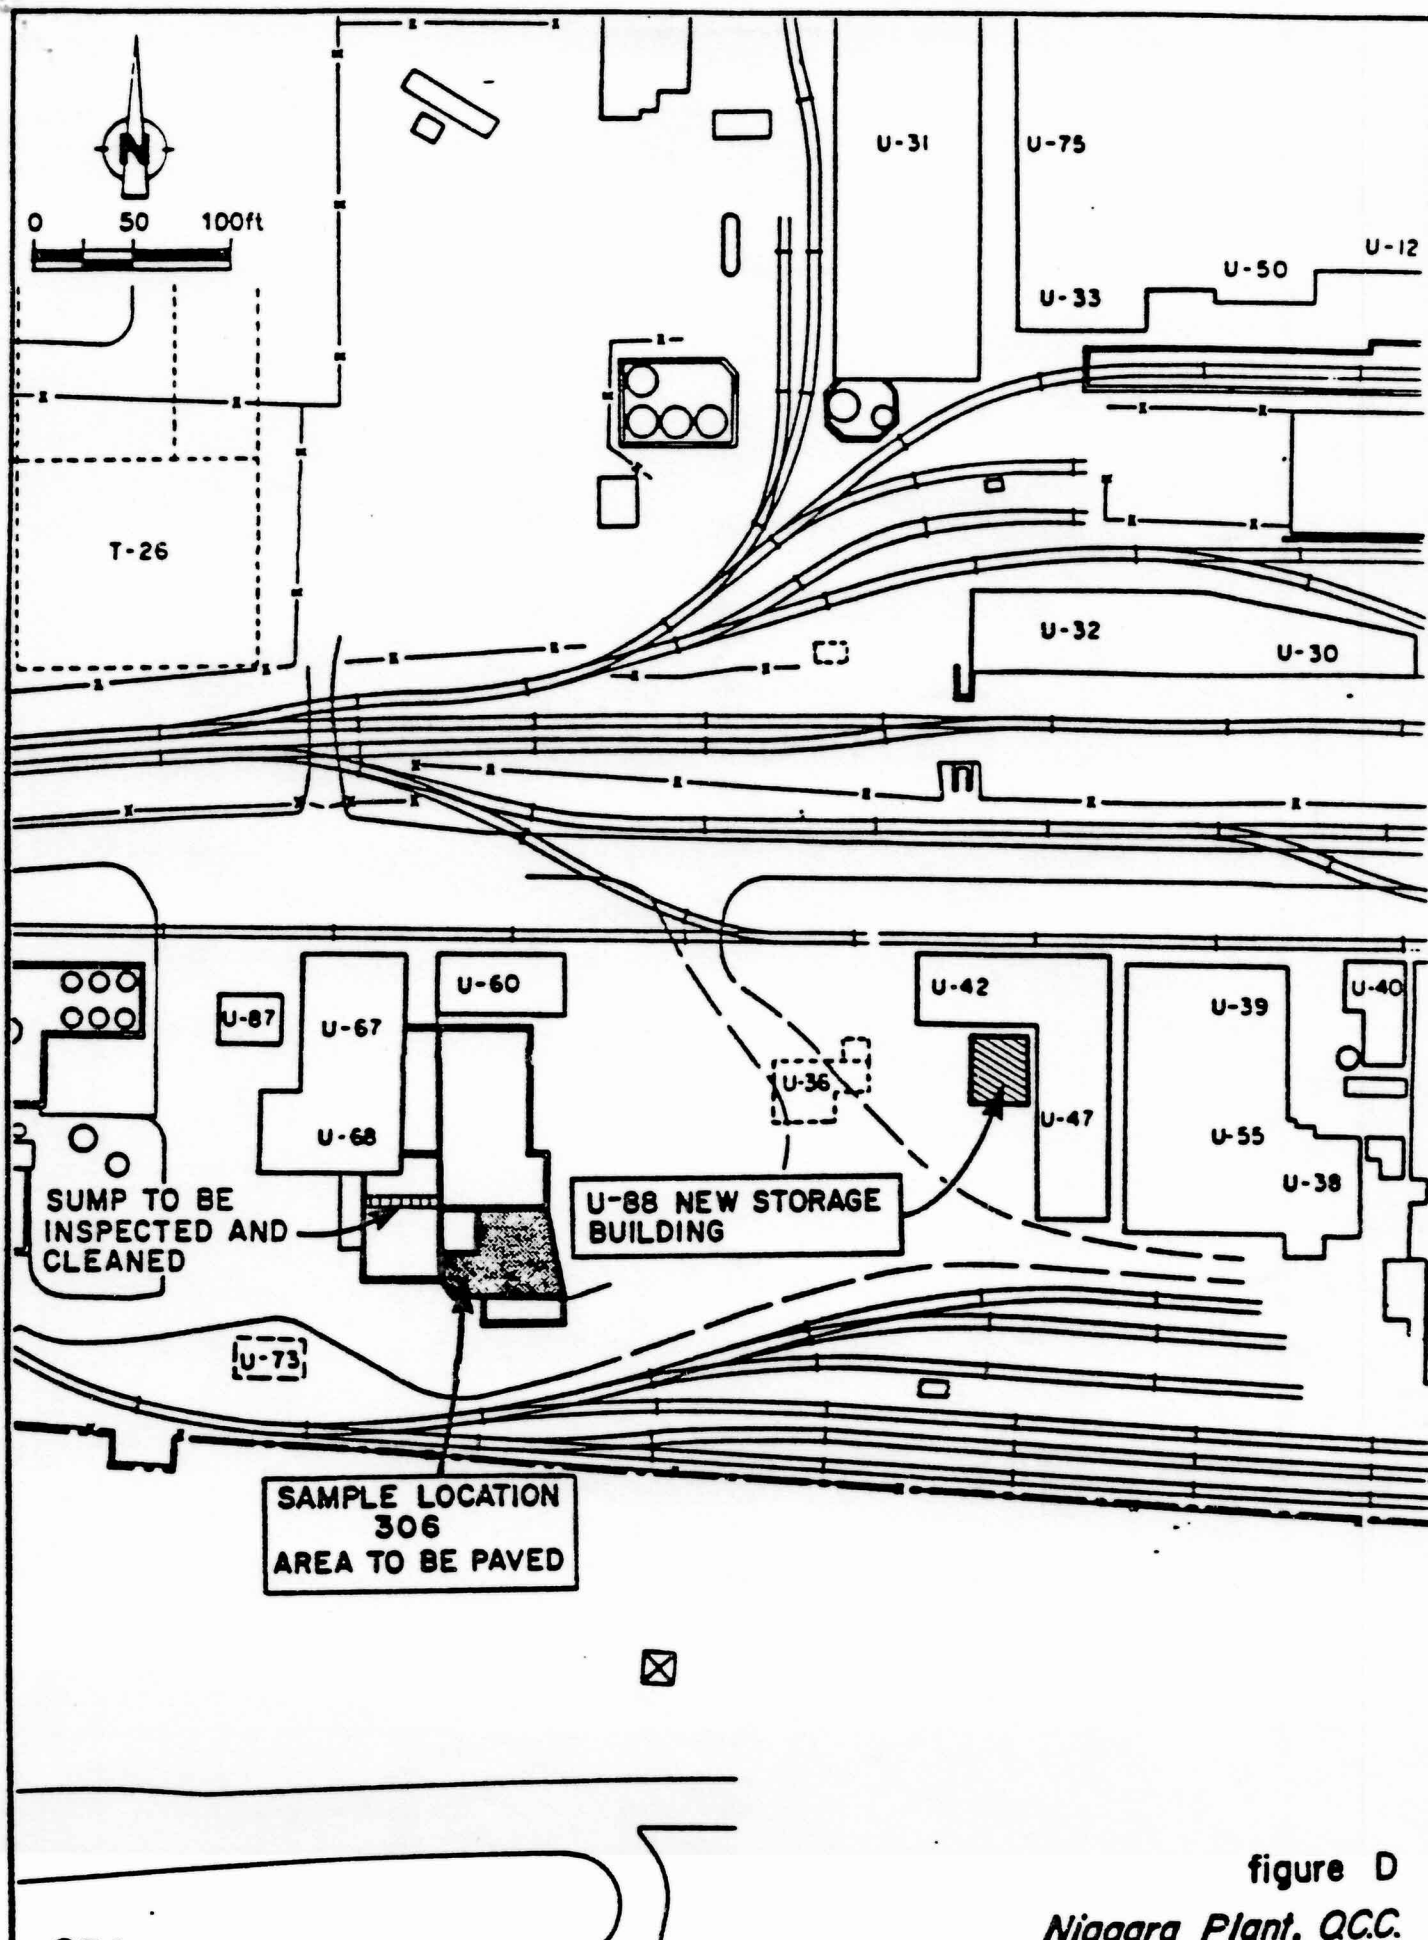 N
0 50 100ft
U-31
U-75
U-12
U-50
U-33
T-26
U-32
U-30
U-60
U-42
U-39
U-40
U-87
U-67
U-36
U-47
U-68
U-55
U-38
SUMP TO BE
INSPECTED AND
CLEANED
U-88 NEW STORAGE
BUILDING
U-73
SAMPLE LOCATION
306
AREA TO BE PAVED
figure D
Niagara Plant, O.C.C.